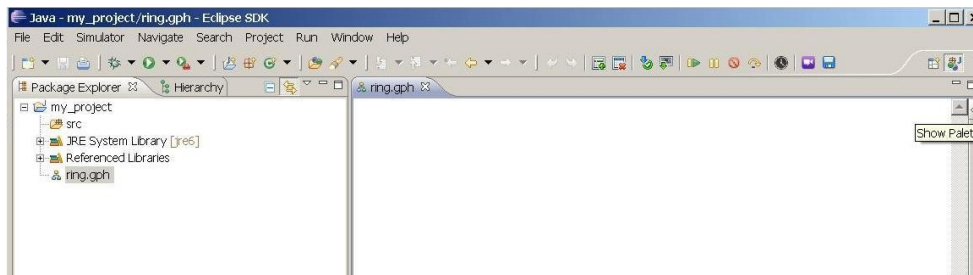 Java - my_project/ring.gph - Eclipse SDK
File Edit Simulator Navigate Search Project Run Window Help
Package Explorer Hierarchy ring.gph
my_project
src
JRE System Library [jre6]
Referenced Libraries
ring.gph
Show Palet